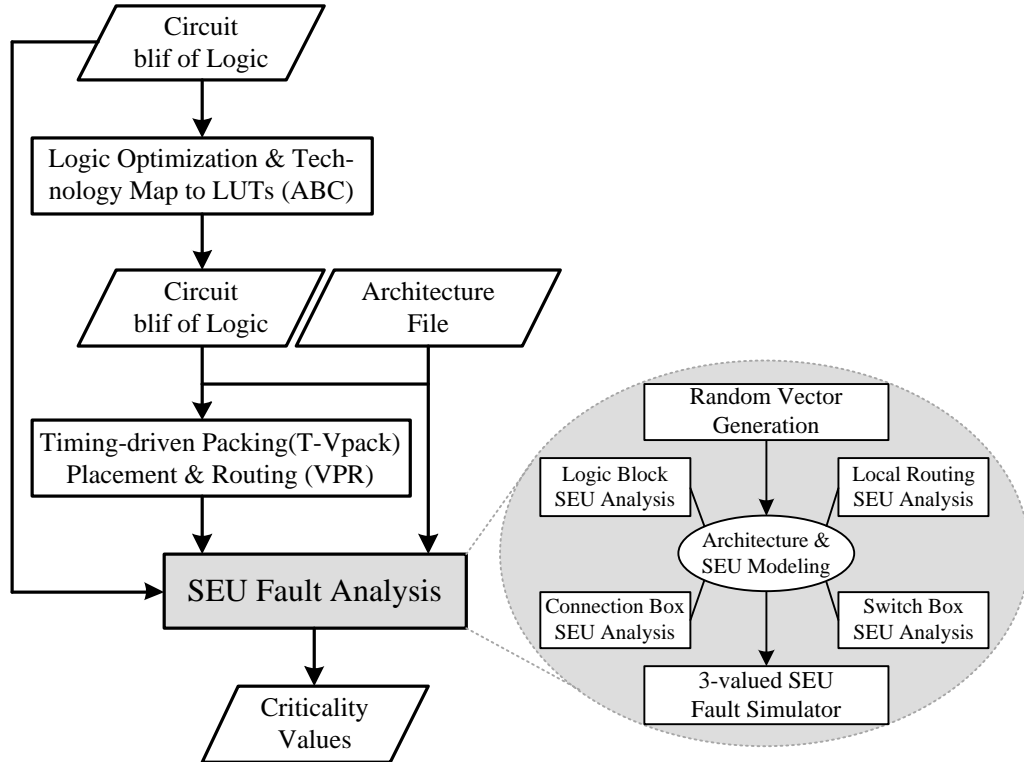 Circuit
blif of Logic
Logic Optimization & Tech-
nology Map to LUTs (ABC)
Circuit
blif of Logic
Architecture
File
Timing-driven Packing(T-Vpack)
Placement & Routing (VPR)
SEU Fault Analysis
Criticality
Values
Random Vector
Generation
Logic Block
SEU Analysis
Local Routing
SEU Analysis
Architecture &
SEU Modeling
Connection Box
SEU Analysis
Switch Box
SEU Analysis
3-valued SEU
Fault Simulator